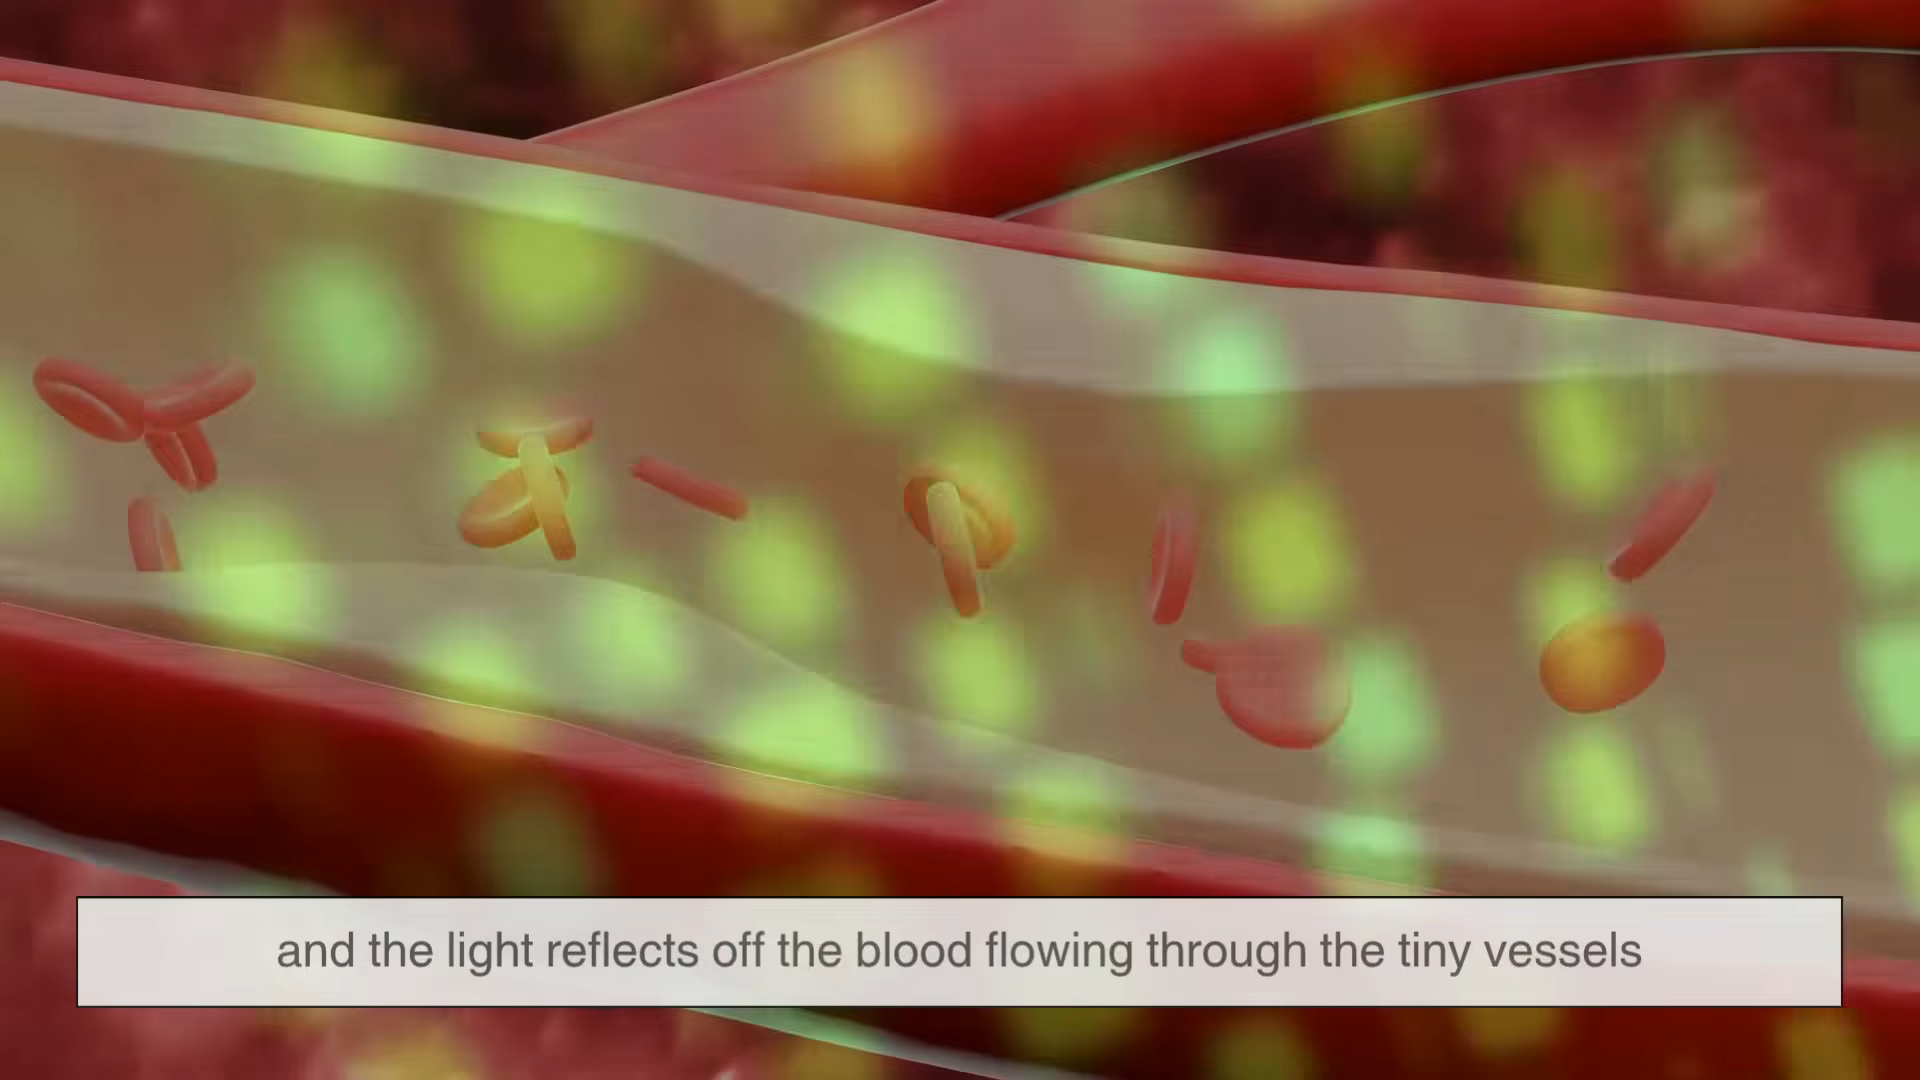 and the light reflects off the blood flowing through the tiny vessels